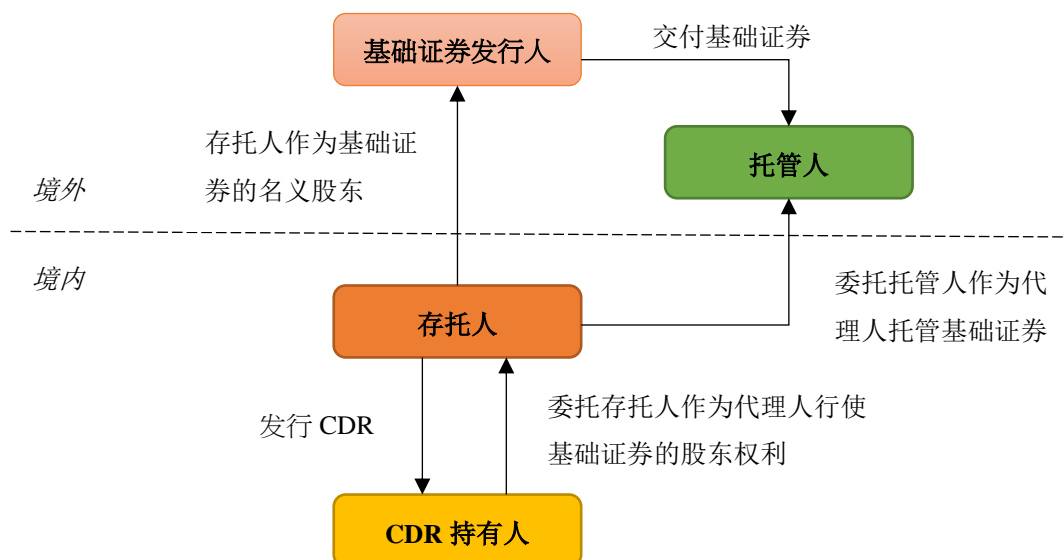 基础证券发行人
交付基础证券
存托人作为基础证
券的名义股东
托管人
境外
境内
存托人
委托托管人作为代
理人托管基础证券
发行 CDR
委托存托人作为代理人行使
基础证券的股东权利
CDR 持有人